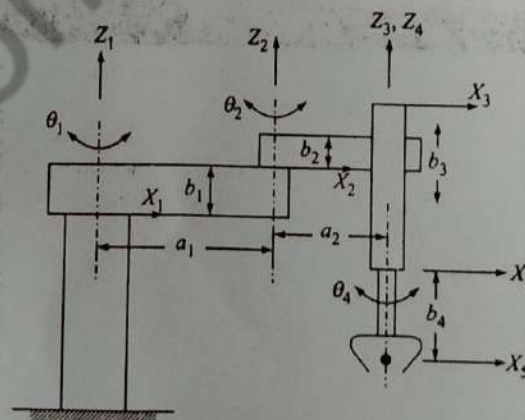 Z₁
Z₂
Z₃, Z₄
X₃
θ₁
θ₂
b₂
b₃
X₂
b₁
X₁
a₂
a₁
X
θ₄
b₄
X₅